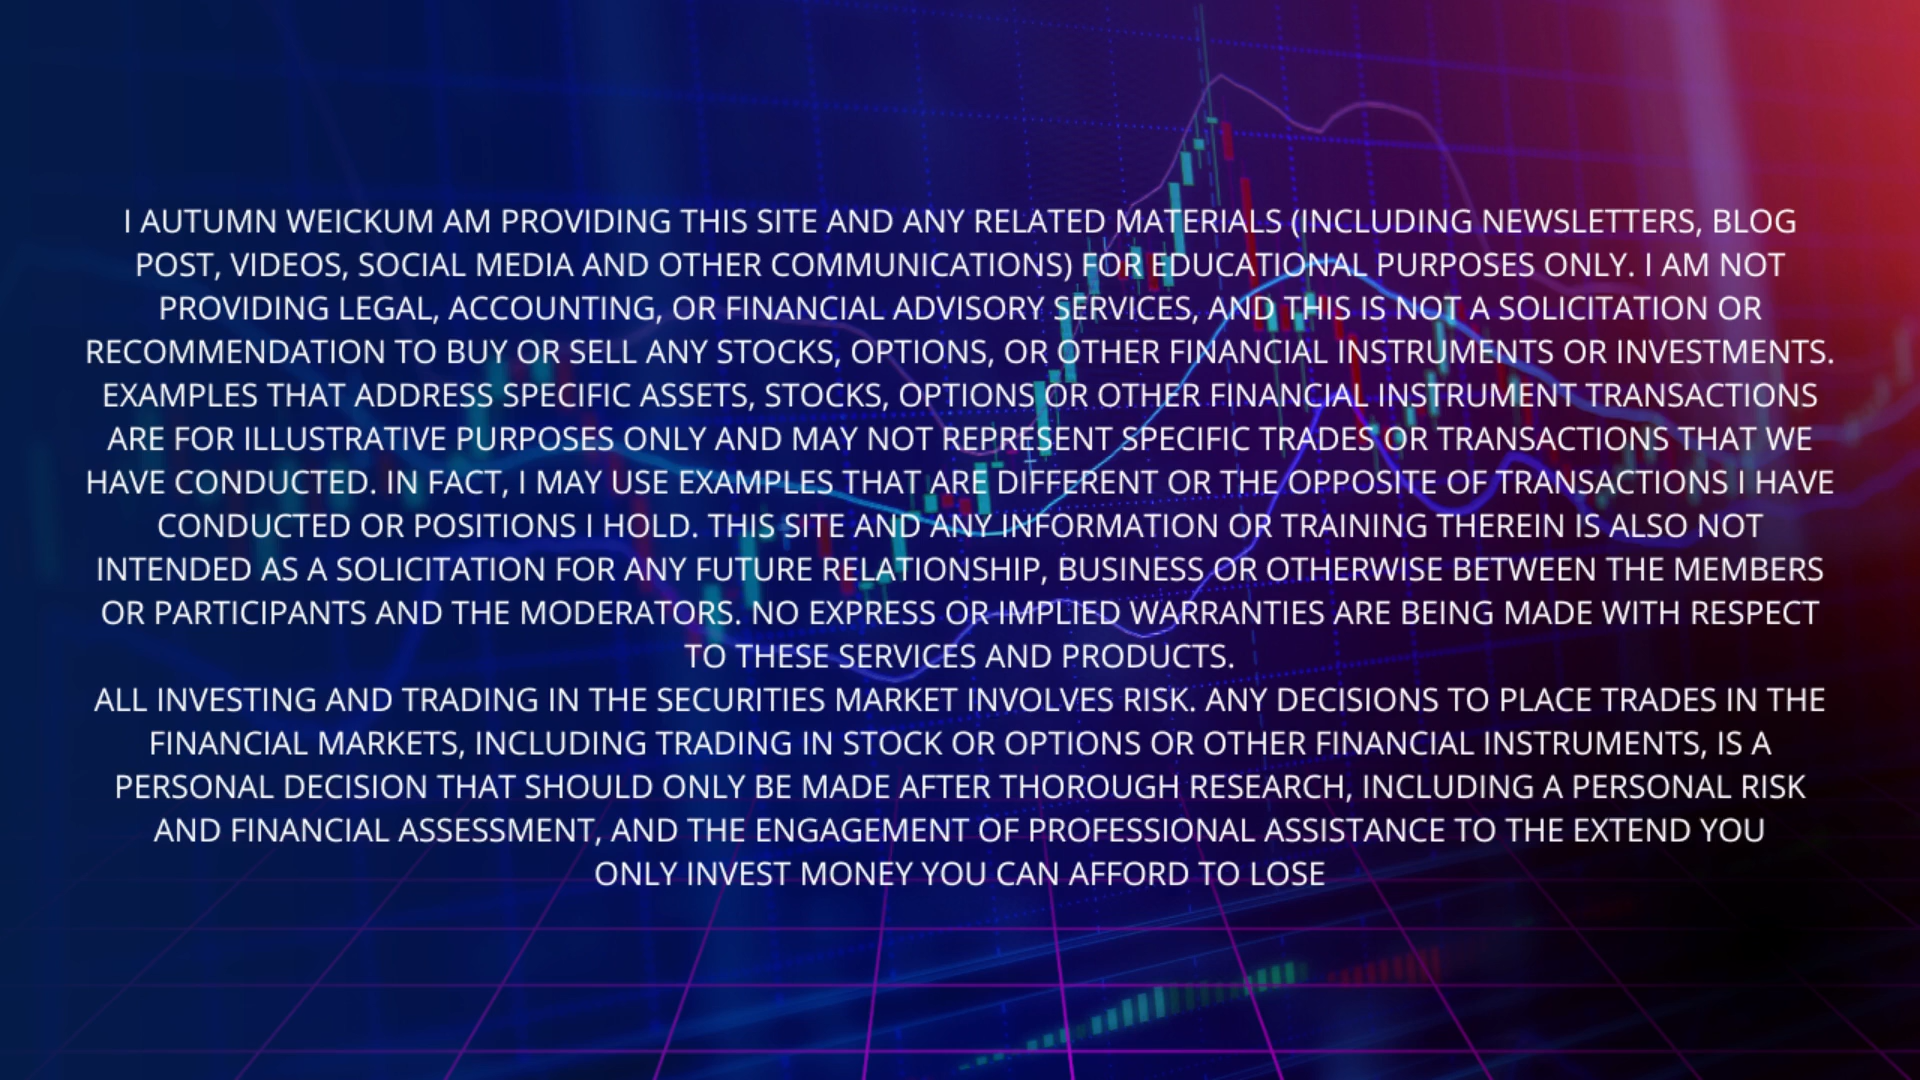 I AUTUMN WEICKUM AM PROVIDING THIS SITE AND ANY RELATED MATERIALS (INCLUDING NEWSLETTERS, BLOG
POST, VIDEOS, SOCIAL MEDIA AND OTHER COMMUNICATIONS) FOR EDUCATIONAL PURPOSES ONLY. I AM NOT
PROVIDING LEGAL, ACCOUNTING, OR FINANCIAL ADVISORY SERVICES, AND THIS IS NOT A SOLICITATION OR
RECOMMENDATION TO BUY OR SELL ANY STOCKS, OPTIONS, OR OTHER FINANCIAL INSTRUMENTS OR INVESTMENTS.
EXAMPLES THAT ADDRESS SPECIFIC ASSETS, STOCKS, OPTIONS OR OTHER FINANCIAL INSTRUMENT TRANSACTIONS
ARE FOR ILLUSTRATIVE PURPOSES ONLY AND MAY NOT REPRESENT SPECIFIC TRADES OR TRANSACTIONS THAT WE
HAVE CONDUCTED. IN FACT, I MAY USE EXAMPLES THAT ARE DIFFERENT OR THE OPPOSITE OF TRANSACTIONS I HAVE
CONDUCTED OR POSITIONS I HOLD. THIS SITE AND ANY INFORMATION OR TRAINING THEREIN IS ALSO NOT
INTENDED AS A SOLICITATION FOR ANY FUTURE RELATIONSHIP, BUSINESS OR OTHERWISE BETWEEN THE MEMBERS
OR PARTICIPANTS AND THE MODERATORS. NO EXPRESS OR IMPLIED WARRANTIES ARE BEING MADE WITH RESPECT
TO THESE SERVICES AND PRODUCTS.
ALL INVESTING AND TRADING IN THE SECURITIES MARKET INVOLVES RISK. ANY DECISIONS TO PLACE TRADES IN THE
FINANCIAL MARKETS, INCLUDING TRADING IN STOCK OR OPTIONS OR OTHER FINANCIAL INSTRUMENTS, IS A
PERSONAL DECISION THAT SHOULD ONLY BE MADE AFTER THOROUGH RESEARCH, INCLUDING A PERSONAL RISK
AND FINANCIAL ASSESSMENT, AND THE ENGAGEMENT OF PROFESSIONAL ASSISTANCE TO THE EXTEND YOU
ONLY INVEST MONEY YOU CAN AFFORD TO LOSE